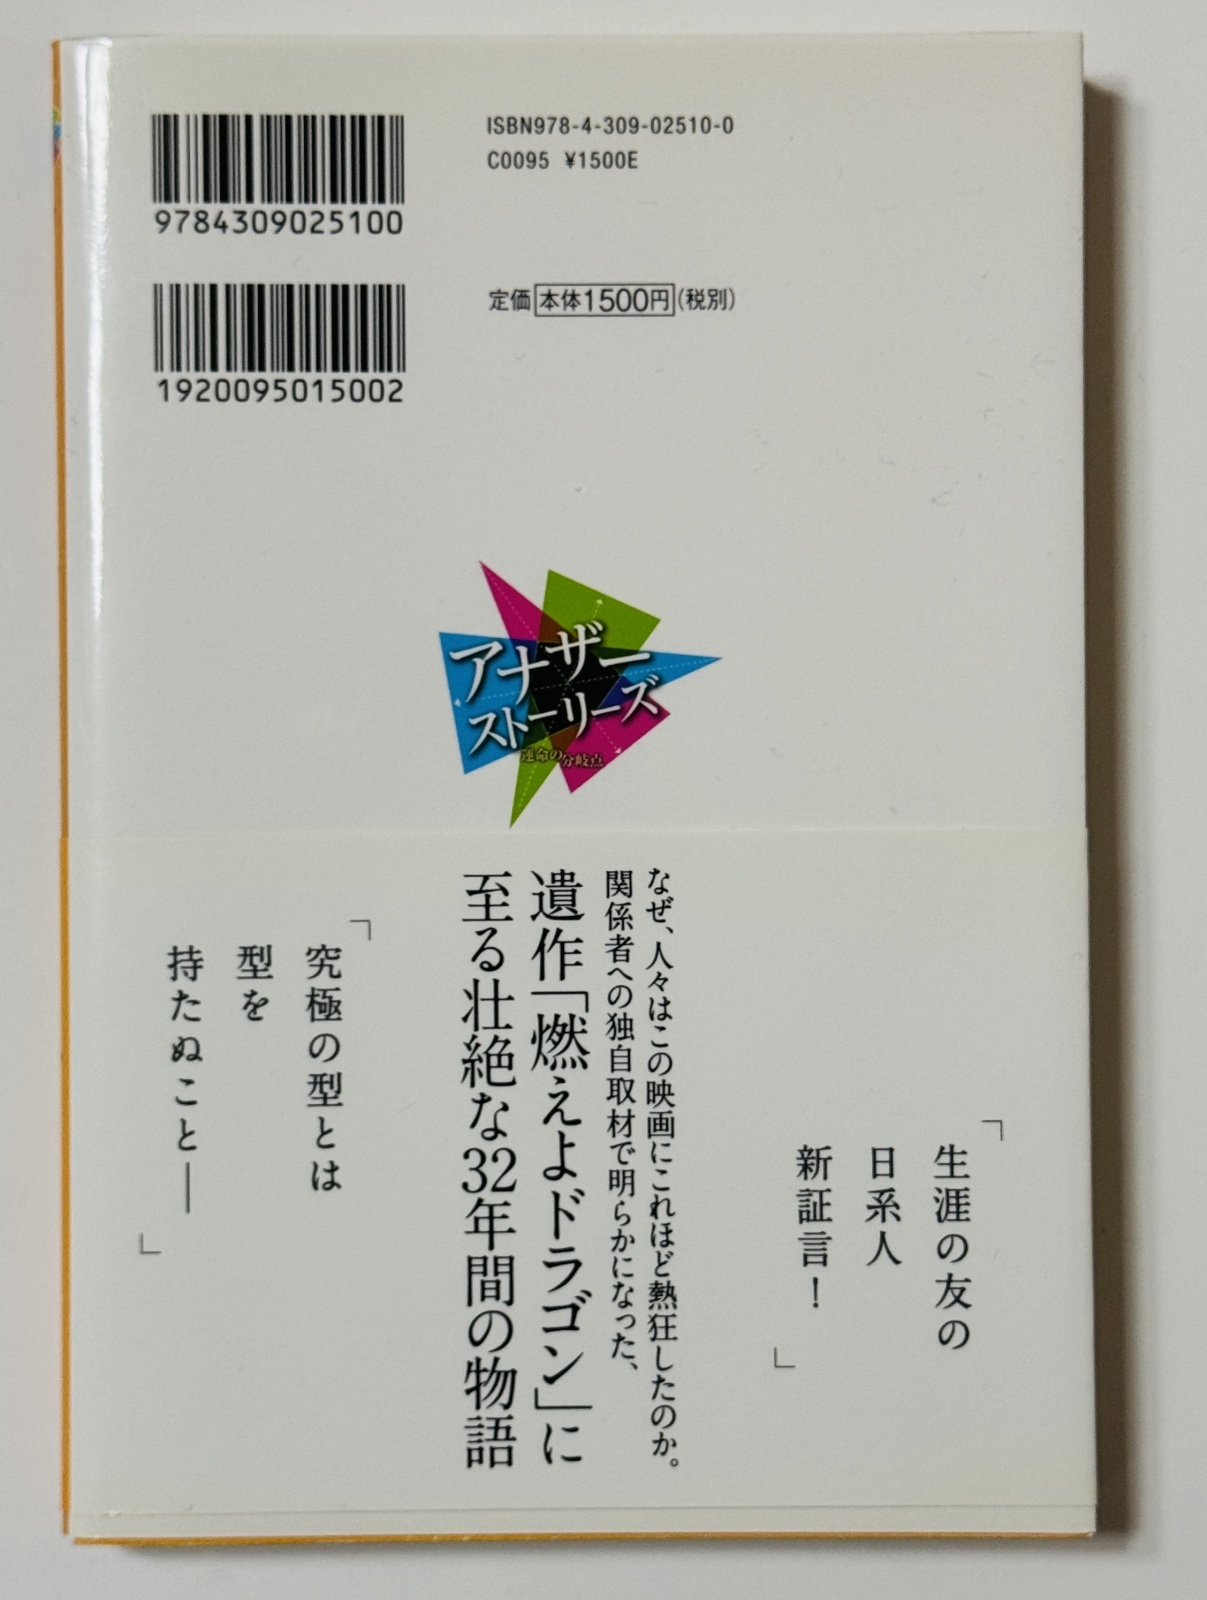 ISBN978-4-309-02510-0
C0095 ¥1500E
9784309025100
定価本体1500円(税別)
1920095015002
アナザー
ストーリーズ
運命の分岐点
「生涯の友の
日系人
新証言!」
なぜ、人々はこの映画にこれほど熱狂したのか。
関係者への独自取材で明らかになった、
遺作「燃えよドラゴン」に
至る壮絶な32年間の物語
「究極の型とは
型を
持たぬこと―」